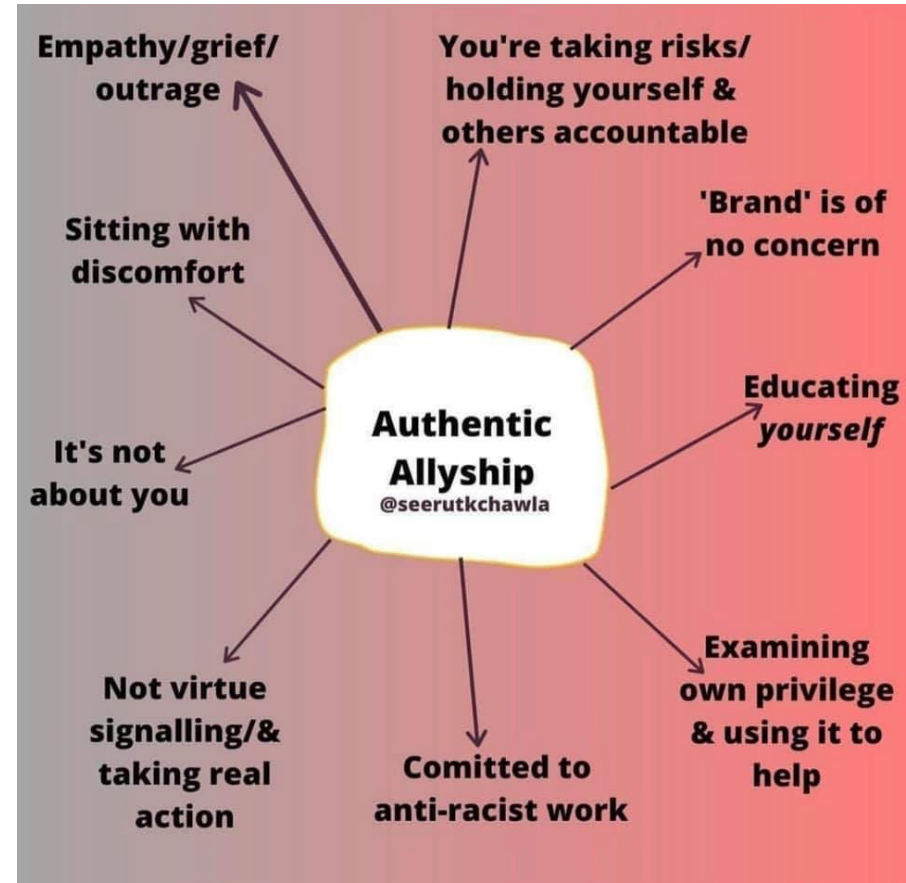 Empathy/grief/
outrage
You're taking risks/
holding yourself &
others accountable
'Brand' is of
no concern
Sitting with
discomfort
Educating
yourself
Authentic
Allyship
@seerutkchawla
It's not
about you
Examining
own privilege
& using it to
help
Not virtue
signalling/&
taking real
action
Comitted to
anti-racist work